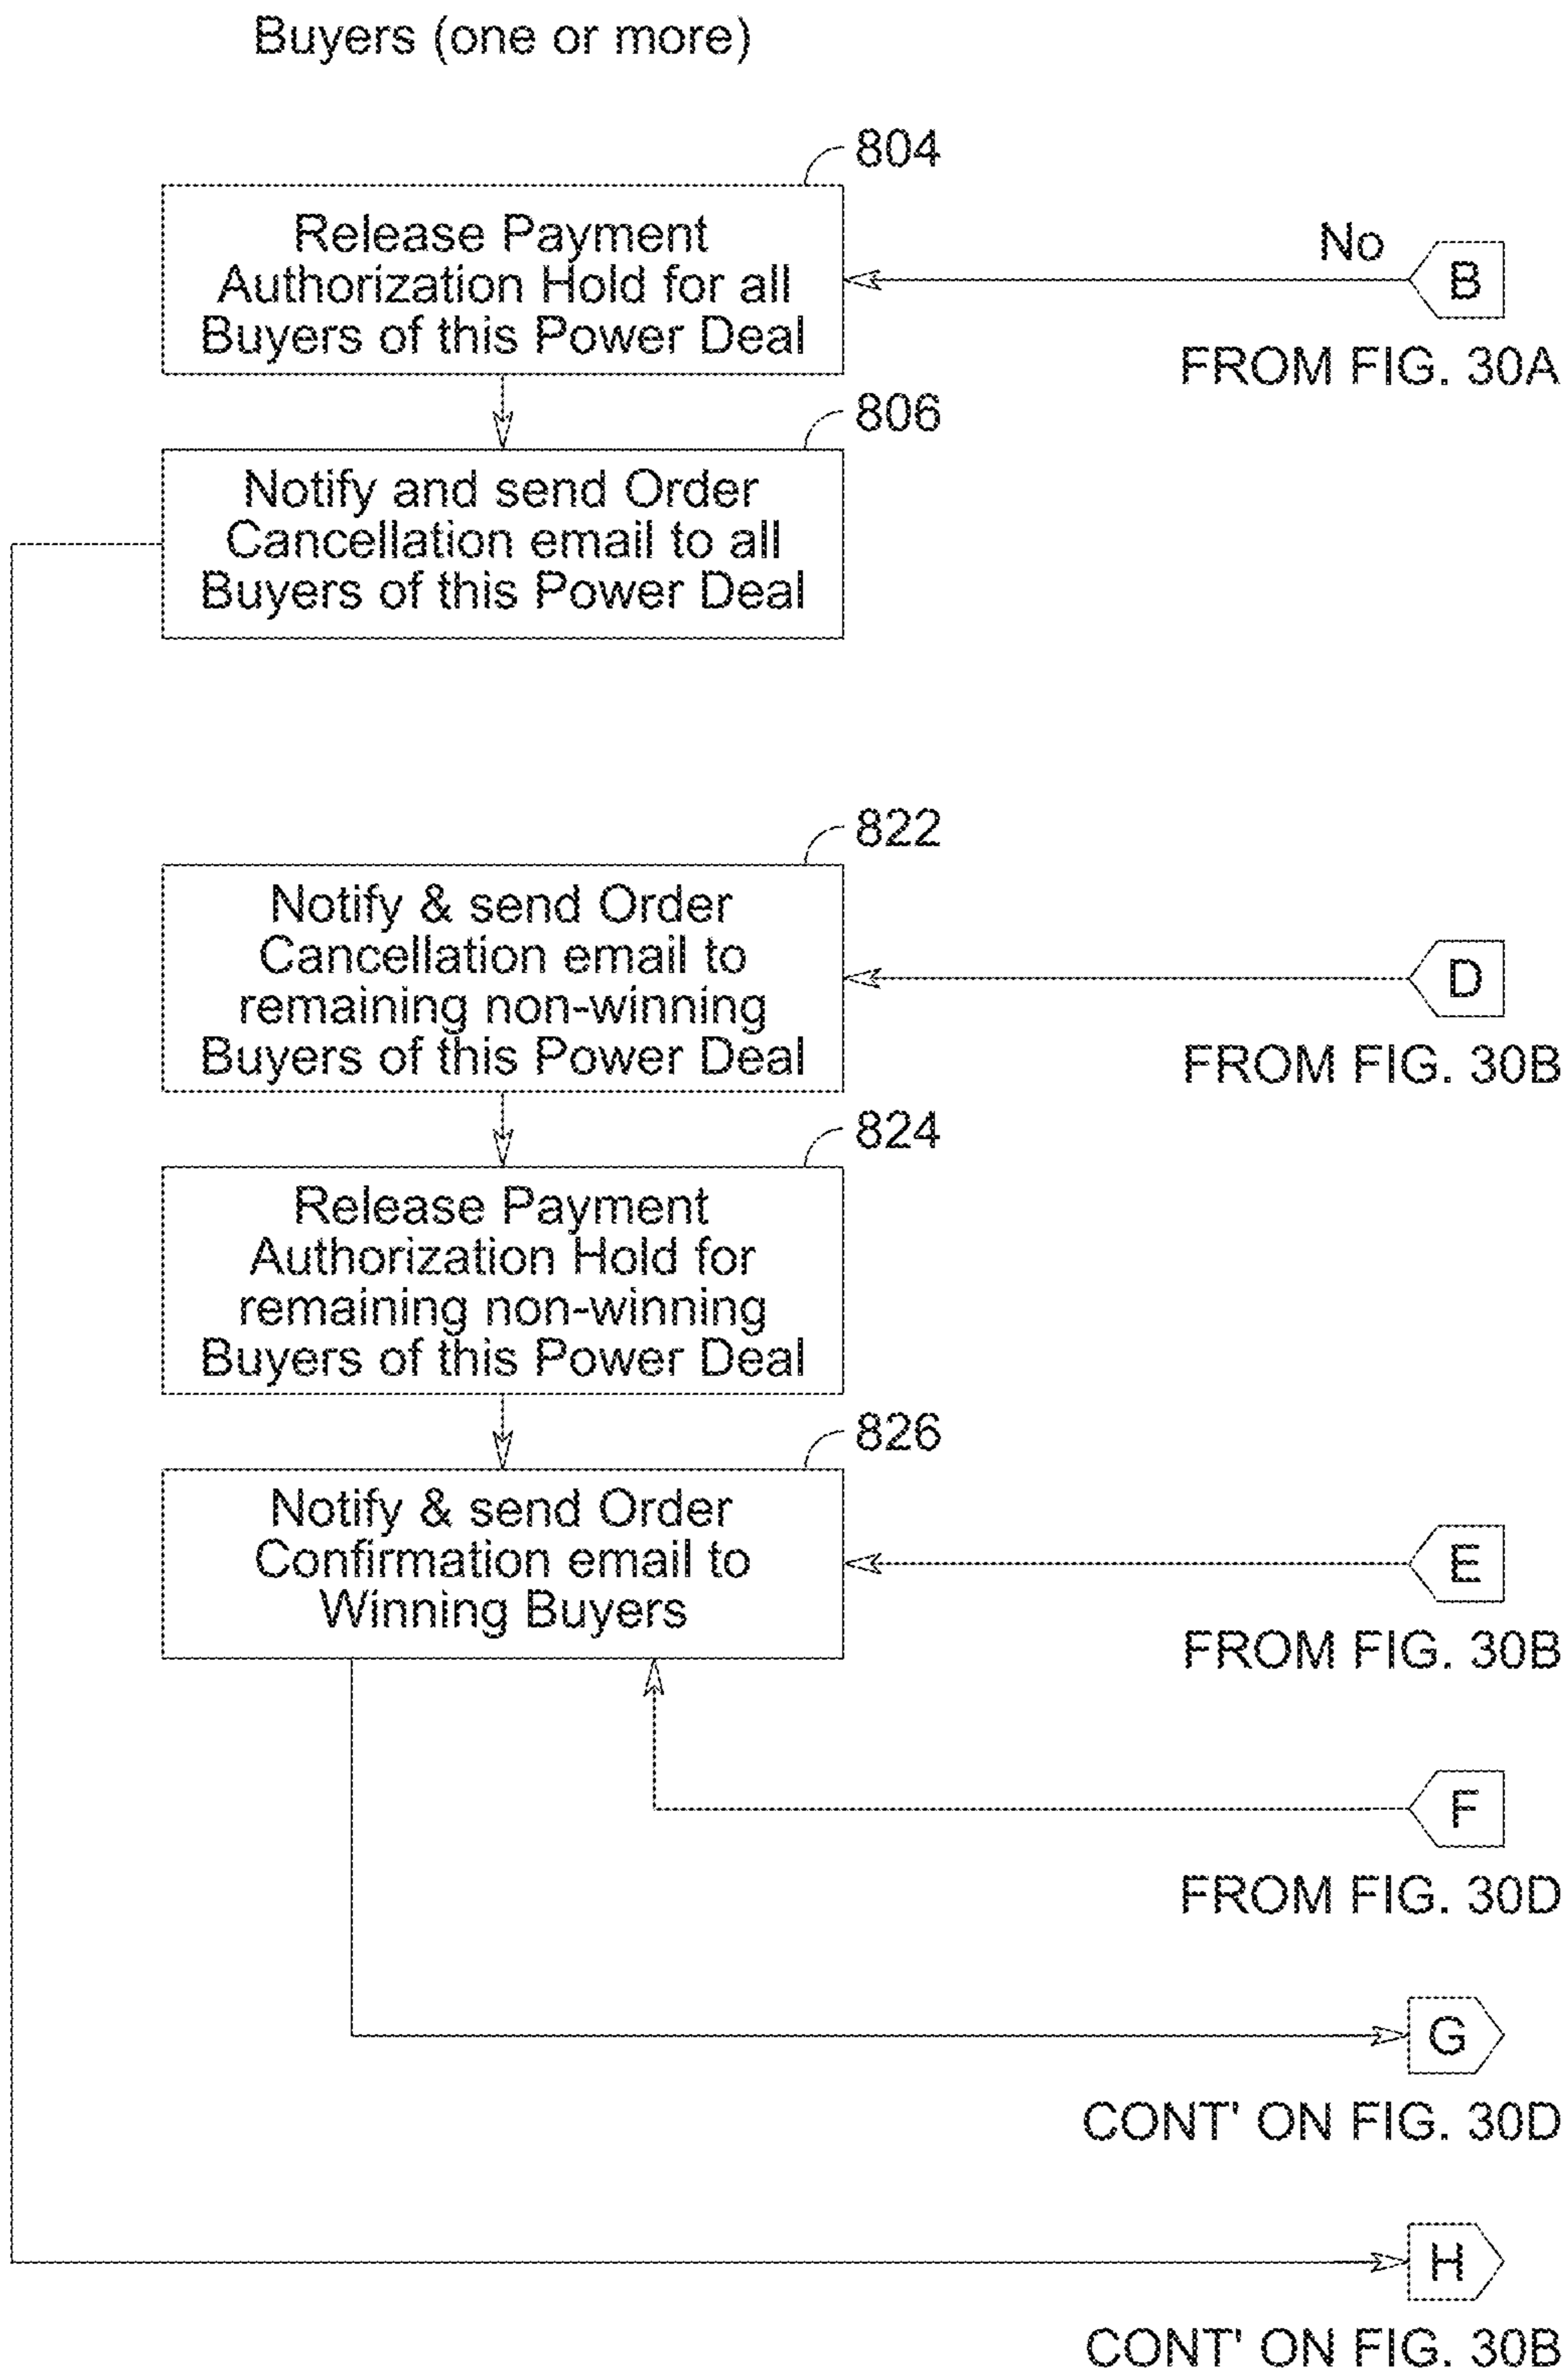 Buyers (one or more)
804
Release Payment
Authorization Hold for all
Buyers of this Power Deal
No
B
FROM FIG. 30A
806
Notify and send Order
Cancellation email to all
Buyers of this Power Deal
822
Notify & send Order
Cancellation email to
remaining non-winning
Buyers of this Power Deal
D
FROM FIG. 30B
824
Release Payment
Authorization Hold for
remaining non-winning
Buyers of this Power Deal
826
Notify & send Order
Confirmation email to
Winning Buyers
E
FROM FIG. 30B
F
FROM FIG. 30D
G
CONT' ON FIG. 30D
H
CONT' ON FIG. 30B